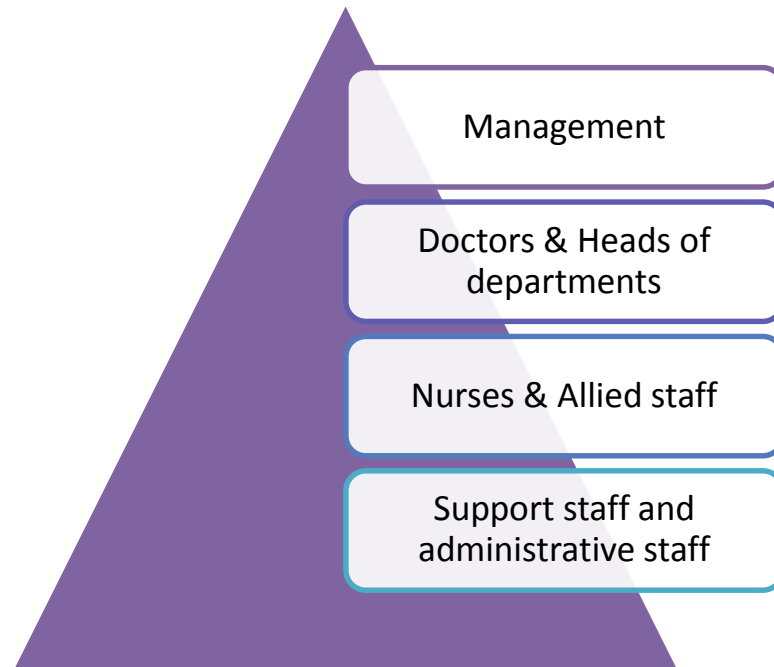 Management
Doctors & Heads of
departments
Nurses & Allied staff
Support staff and
administrative staff